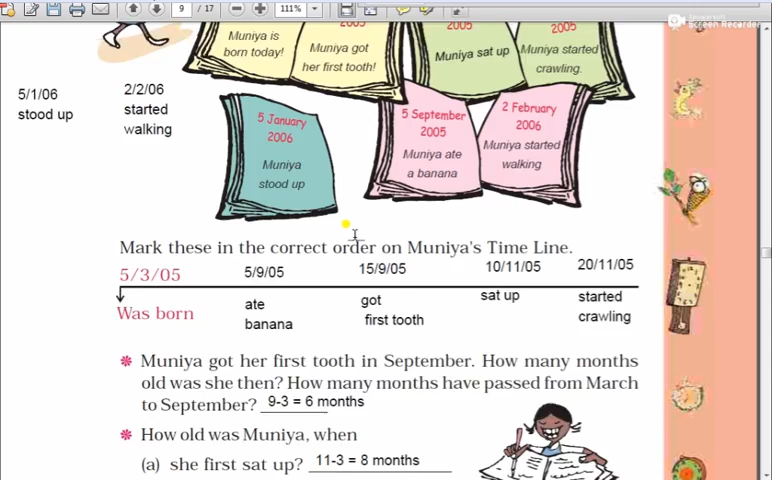 9 / 17
111%
Screen Recorder
2005
2005
2005
Muniya is
born today!
Muniya got
her first tooth!
Muniya sat up
Muniya started
crawling.
5/1/06
stood up
2/2/06
started
walking
5 January
2006
Muniya
stood up
5 September
2005
Muniya ate
a banana
2 February
2006
Muniya started
walking
Mark these in the correct order on Muniya's Time Line.
5/3/05 5/9/05 15/9/05 10/11/05 20/11/05
Was born
ate
banana
got
first tooth
sat up
started
crawling
Muniya got her first tooth in September. How many months
old was she then? How many months have passed from March
to September? 9-3 = 6 months
How old was Muniya, when
(a) she first sat up? 11-3 = 8 months